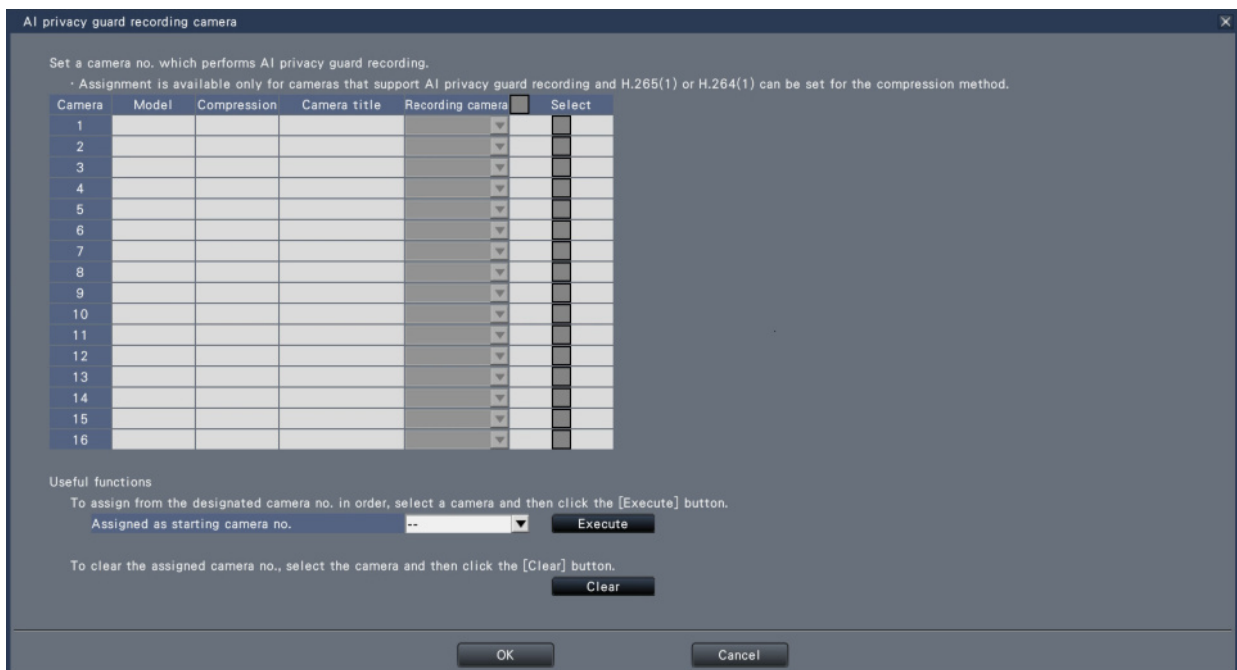 AI privacy guard recording camera
Set a camera no. which performs AI privacy guard recording.
・Assignment is available only for cameras that support AI privacy guard recording and H.265(1) or H.264(1) can be set for the compression method.
Camera Model Compression Camera title Recording camera Select
1
2
3
4
5
6
7
8
9
10
11
12
13
14
15
16
Useful functions
To assign from the designated camera no. in order, select a camera and then click the [Execute] button.
Assigned as starting camera no. -- Execute
To clear the assigned camera no., select the camera and then click the [Clear] button.
Clear
OK Cancel